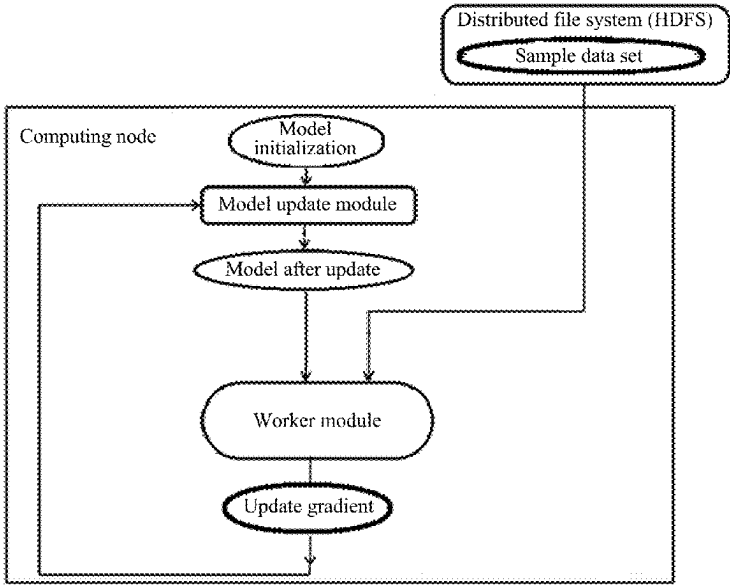 Distributed file system (HDFS)
Sample data set
Computing node
Model
initialization
Model update module
Model after update
Worker module
Update gradient